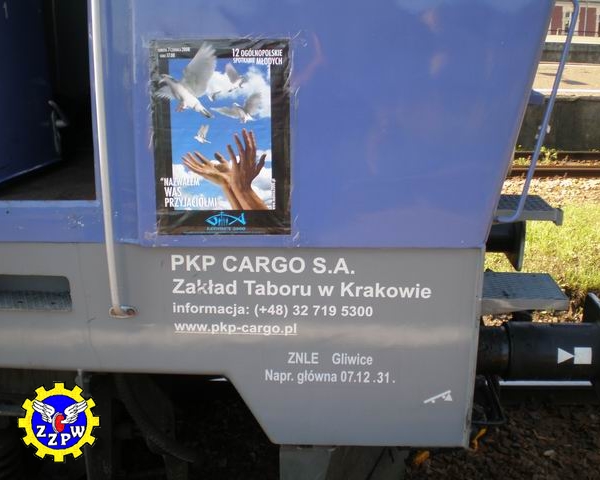 12 OGÓLNOPOLSKIE
SPOTKANIE MŁODYCH
"NAZWAŁEM
WAS
PRZYJACIÓŁMI
PKP CARGO S.A.
Zakład Taboru w Krakowie
informacja: (+48) 32 719 5300
www.pkp-cargo.pl
ZNLE Gliwice
Napr. główna 07.12.31.
ZZPW